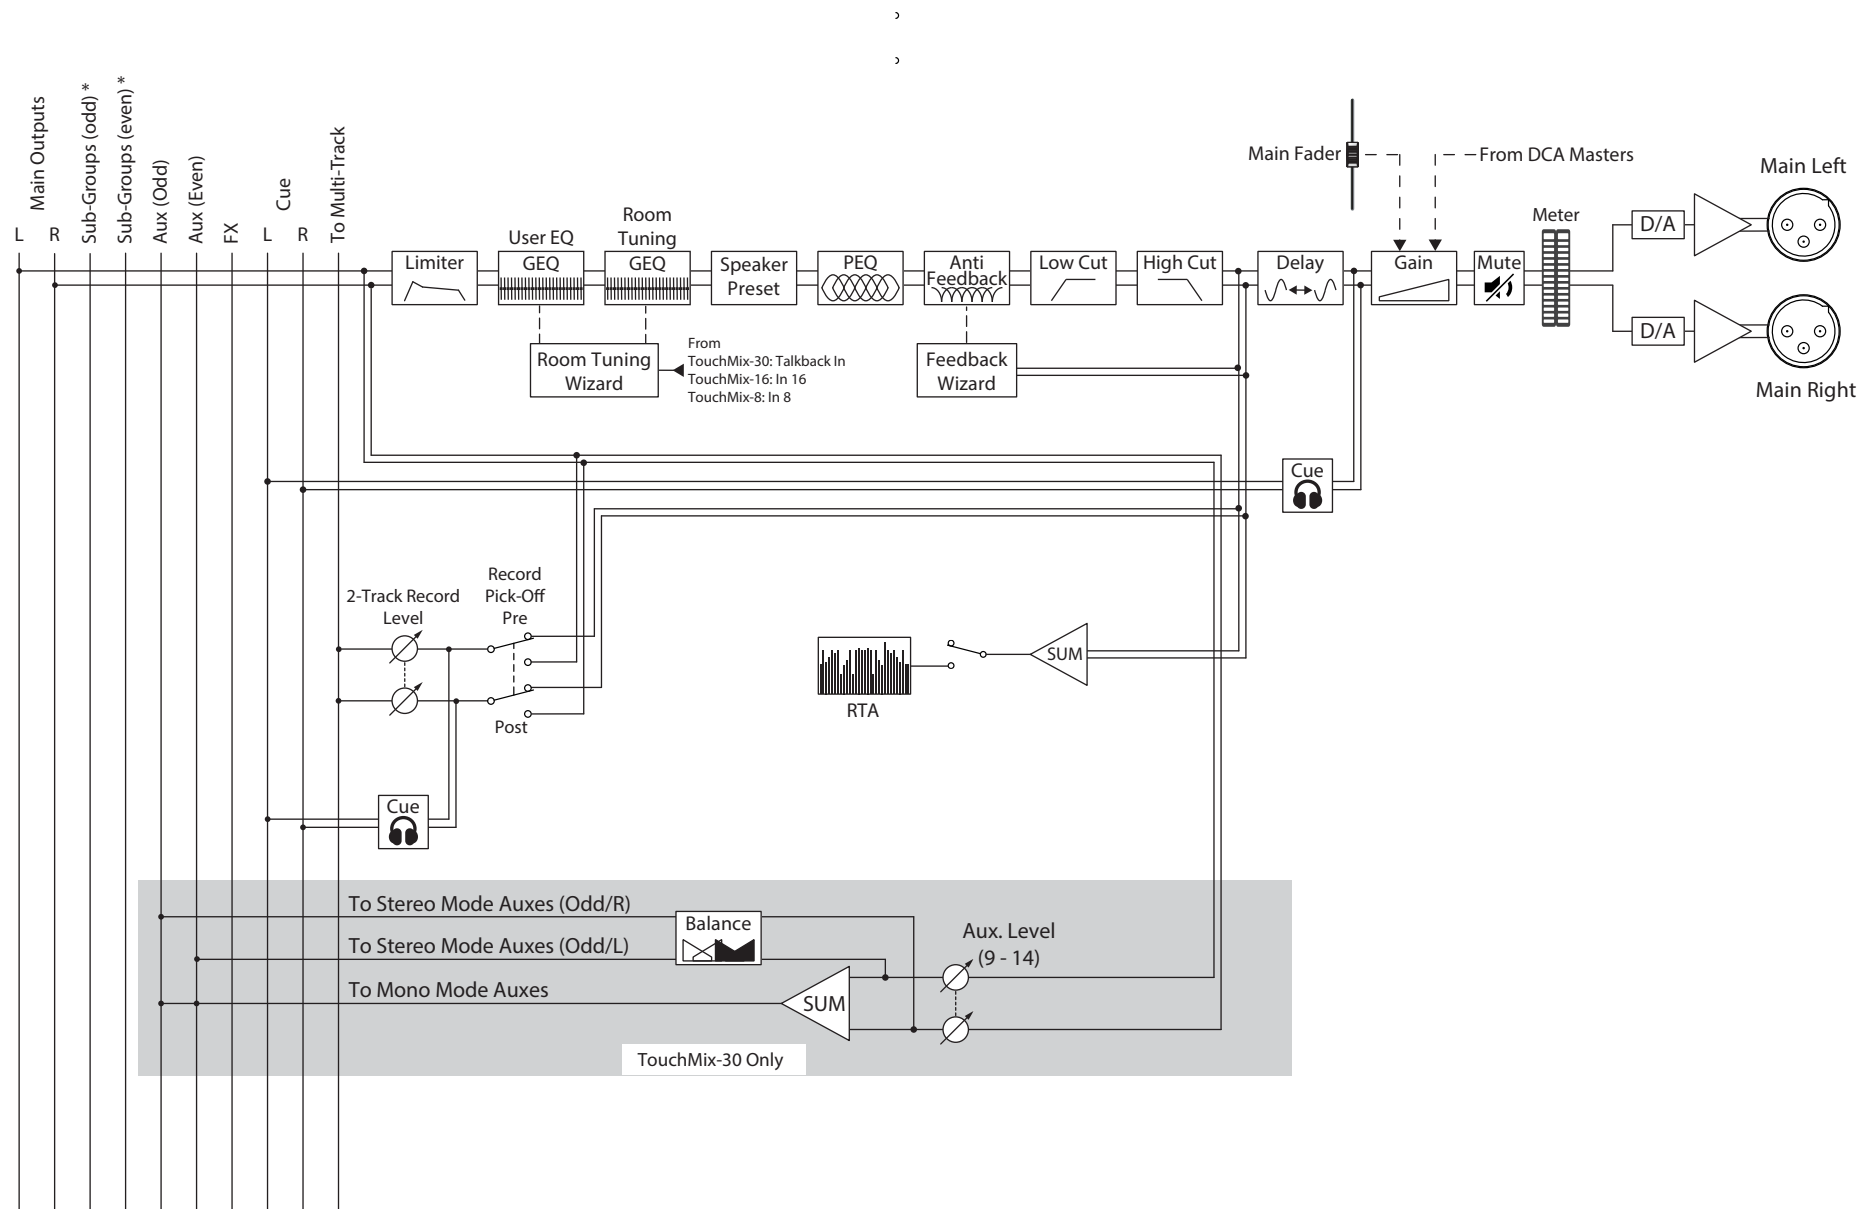 Main Outputs
L
R
Sub-Groups (odd) *
Sub-Groups (even) *
Aux (Odd)
Aux (Even)
FX
Cue
L
R
To Multi-Track
Main Fader
From DCA Masters
Main Left
Main Right
Limiter
User EQ
GEQ
Room
Tuning
GEQ
Speaker
Preset
PEQ
Anti
Feedback
Low Cut
High Cut
Delay
Gain
Mute
Meter
D/A
D/A
Room Tuning
Wizard
From
TouchMix-30: Talkback In
TouchMix-16: In 16
TouchMix-8: In 8
Feedback
Wizard
Cue
2-Track Record
Level
Record
Pick-Off
Pre
Post
RTA
SUM
Cue
To Stereo Mode Auxes (Odd/R)
To Stereo Mode Auxes (Odd/L)
To Mono Mode Auxes
Balance
SUM
Aux. Level
(9 - 14)
TouchMix-30 Only